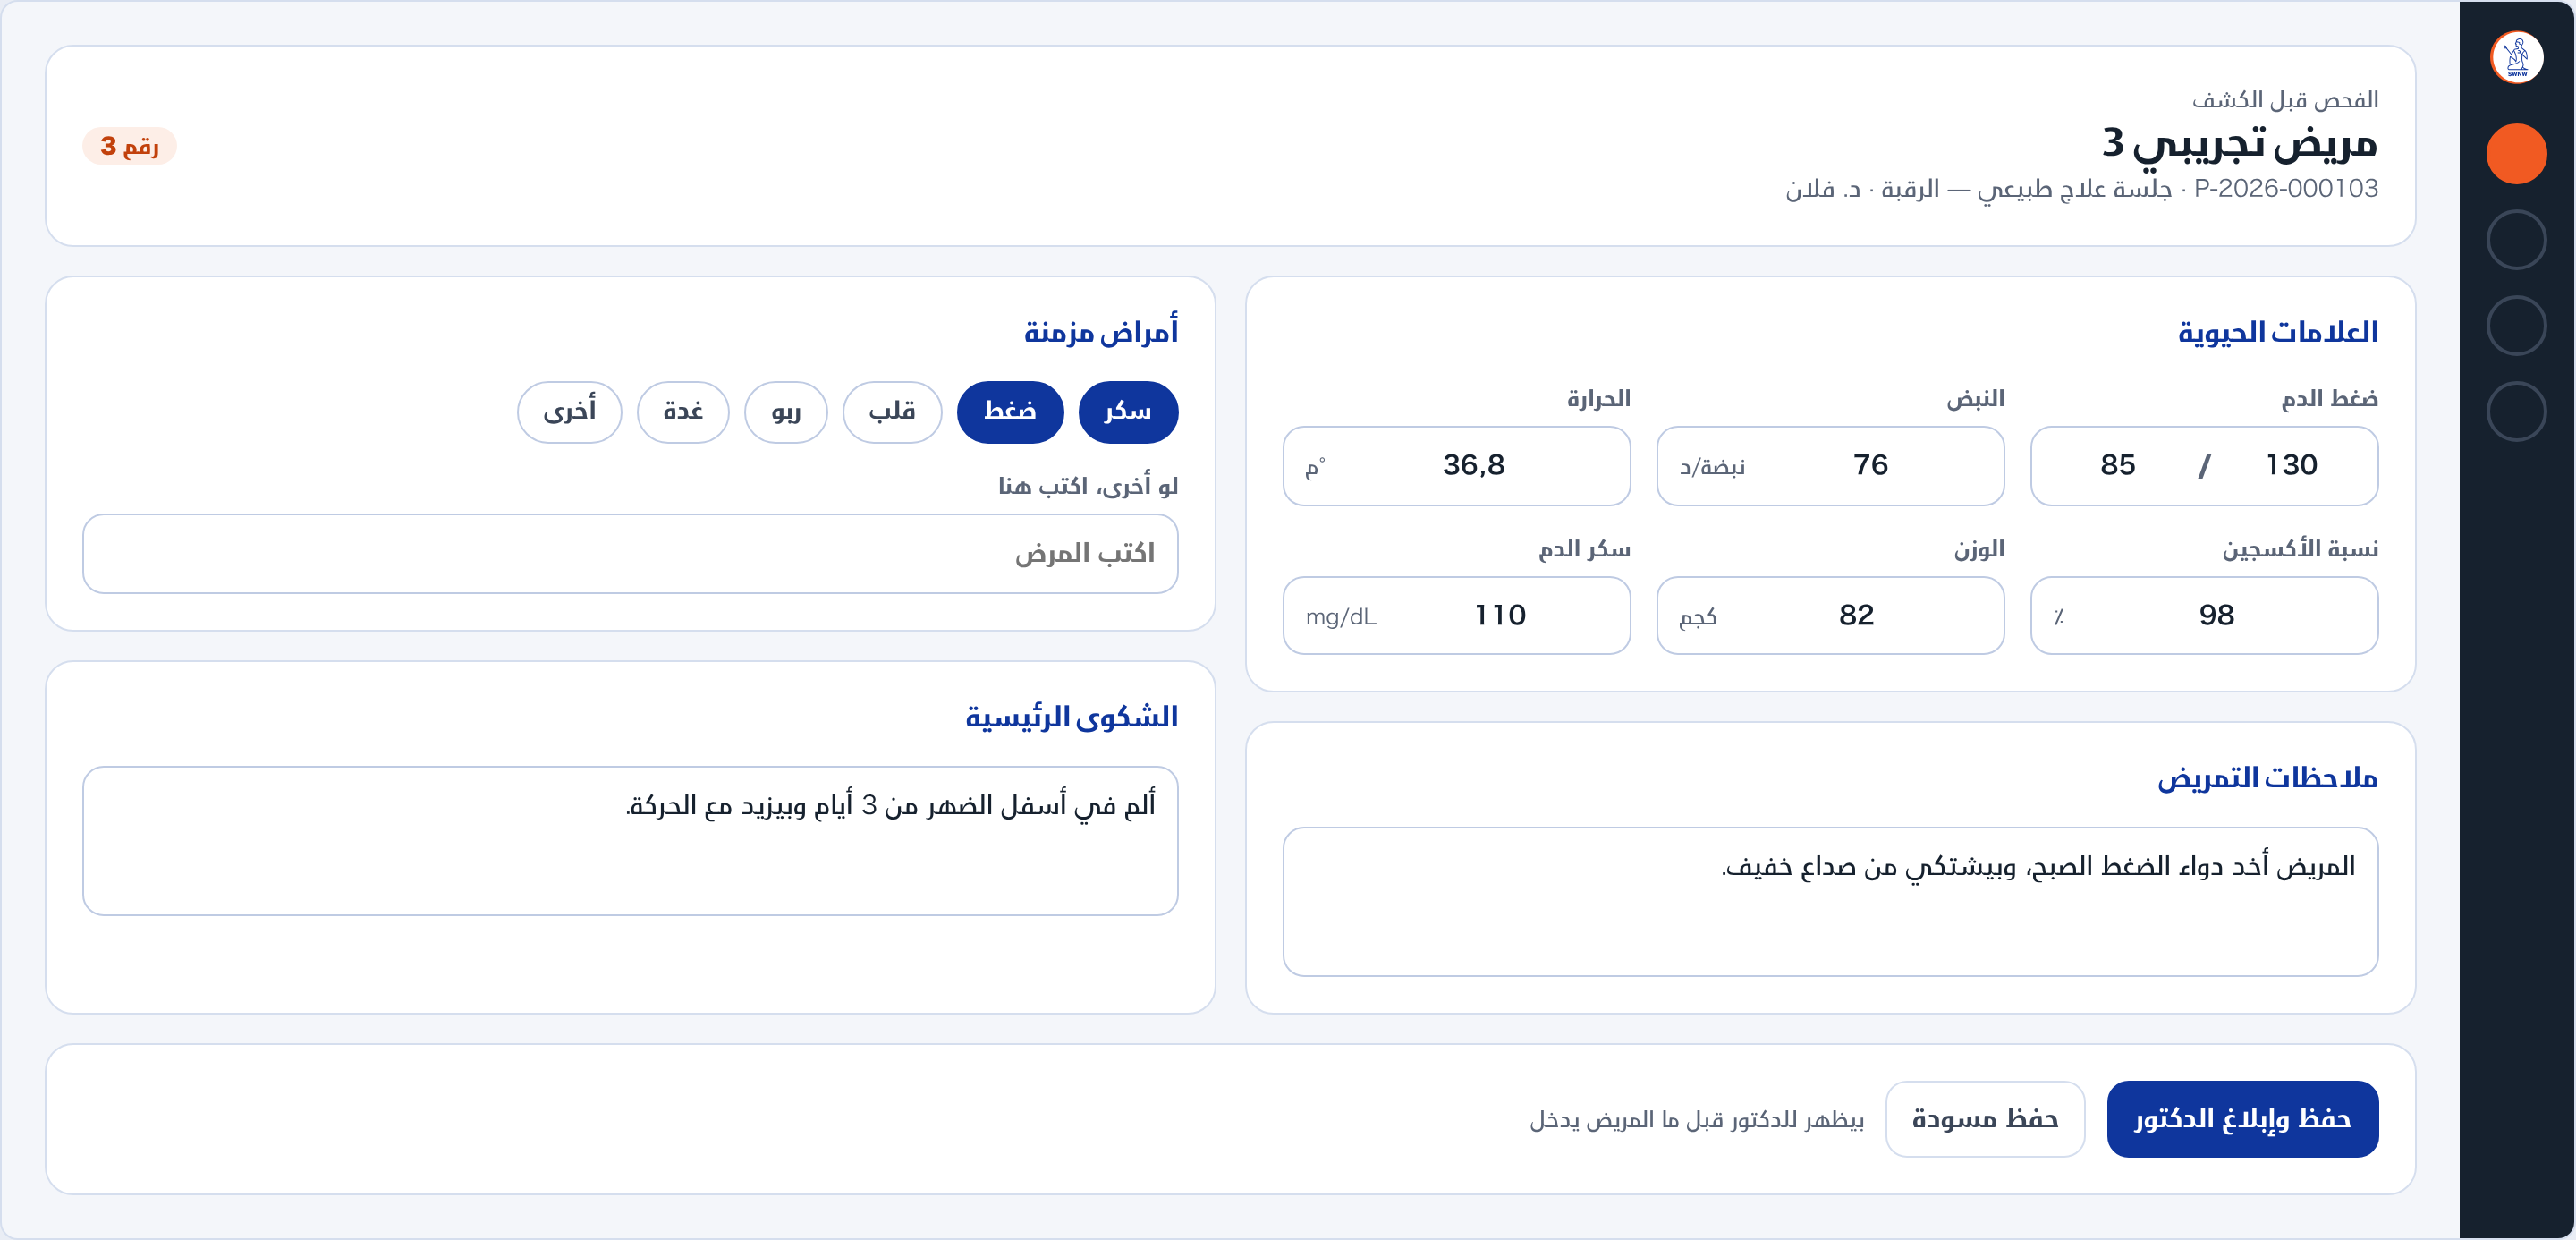 SWNW
الفحص قبل الكشف
مريض تجريبي 3
P-2026-000103 · جلسة علاج طبيعي — الرقبة · د. فلان
رقم 3
العلامات الحيوية
ضغط الدم
130 / 85
النبض
76 نبضة/د
الحرارة
36,8 °م
نسبة الأكسجين
98 ٪
الوزن
82 كجم
سكر الدم
110 mg/dL
ملاحظات التمريض
المريض أخد دواء الضغط الصبح، وبيشتكي من صداع خفيف.
أمراض مزمنة
سكر ضغط قلب ربو غدة أخرى
لو أخرى، اكتب هنا
اكتب المرض
الشكوى الرئيسية
ألم في أسفل الضهر من 3 أيام وبيزيد مع الحركة.
حفظ وإبلاغ الدكتور
حفظ مسودة
بيظهر للدكتور قبل ما المريض يدخل